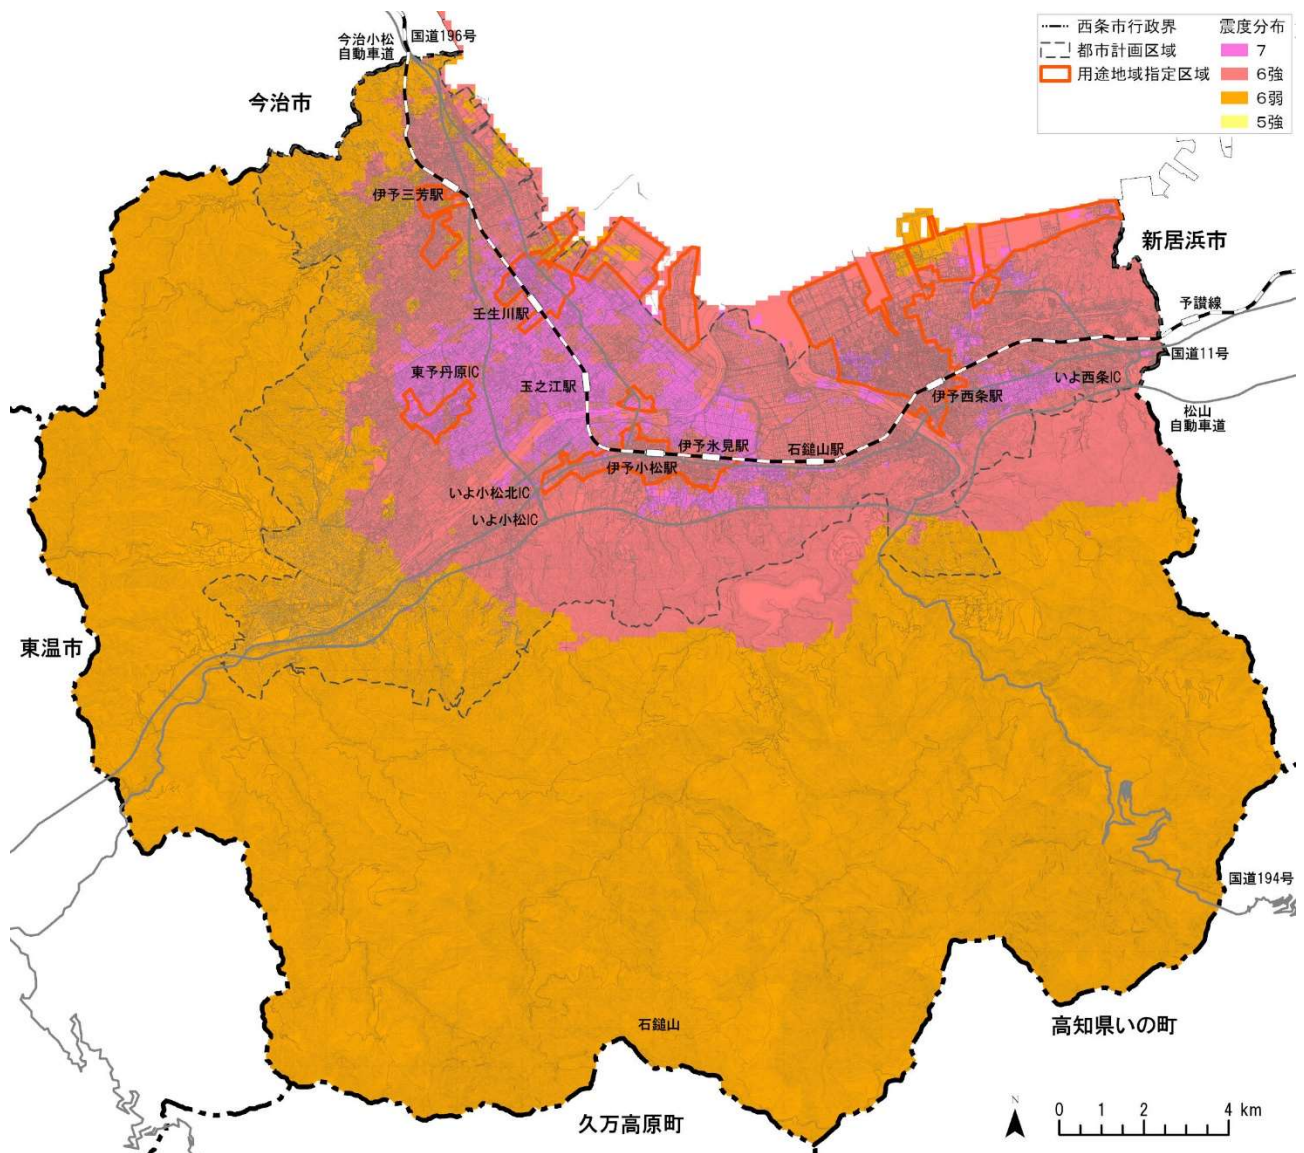 今治小松
自動車道
国道196号
西条市行政界
都市計画区域
用途地域指定区域
震度分布
7
6強
6弱
5強
今治市
伊予三芳駅
新居浜市
壬生川駅
予讃線
国道11号
東予丹原IC
玉之江駅
伊予西条駅
いよ西条IC
松山
自動車道
伊予氷見駅
石鎚山駅
伊予小松駅
いよ小松北IC
いよ小松IC
東温市
国道194号
石鎚山
高知県いの町
久万高原町
N
0 1 2 4 km